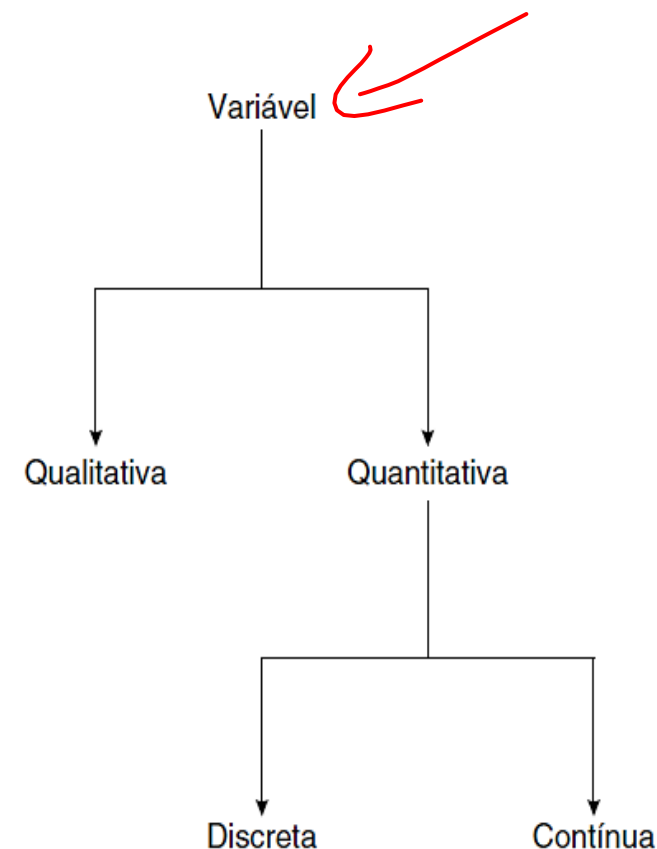 Variável
Qualitativa
Quantitativa
Discreta
Contínua